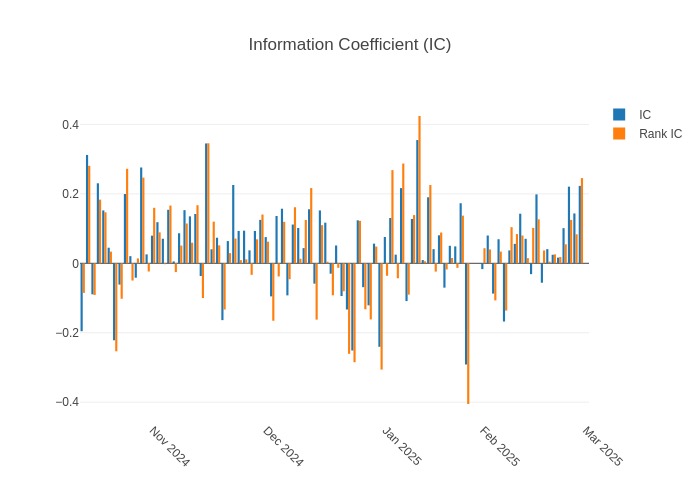 Information Coefficient (IC)
IC
Rank IC
0.4
0.2
0
−0.2
−0.4
Nov 2024
Dec 2024
Jan 2025
Feb 2025
Mar 2025